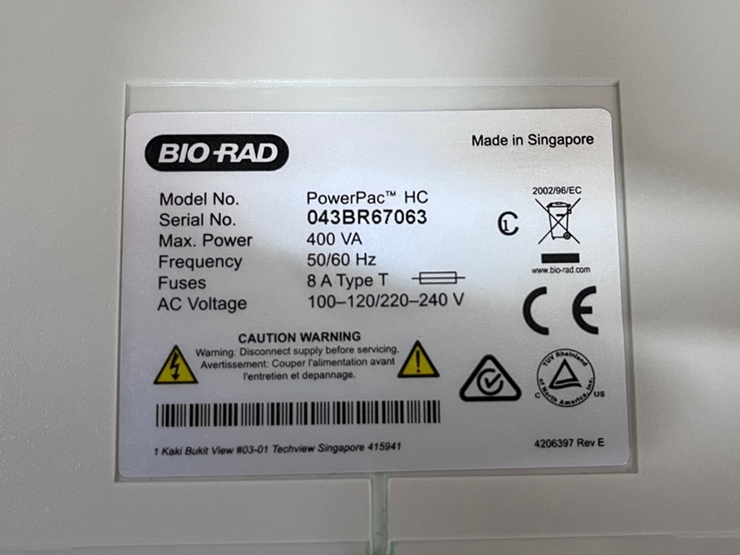 BIO-RAD
Made in Singapore
Model No. PowerPac™ HC
Serial No. 043BR67063
Max. Power 400 VA
Frequency 50/60 Hz
Fuses 8 A Type T
AC Voltage 100–120/220–240 V
2002/96/EC
www.bio-rad.com
CE
CAUTION WARNING
Warning: Disconnect supply before servicing.
Avertissement: Couper l'alimentation avant
l'entretien et depannage.
TUV Rheinland
of North America, Inc.
C US
1 Kaki Bukit View #03-01 Techview Singapore 415941
4206397 Rev E